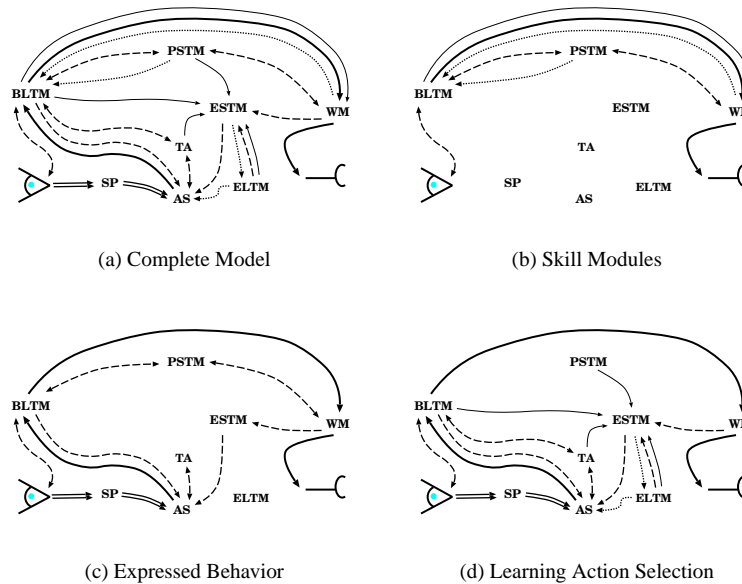 PSTM
BLTM
ESTM
WM
TA
SP
AS
ELTM
(a) Complete Model
PSTM
BLTM
ESTM
WM
TA
SP
AS
ELTM
(b) Skill Modules
PSTM
BLTM
ESTM
WM
TA
SP
AS
ELTM
(c) Expressed Behavior
PSTM
BLTM
ESTM
WM
TA
SP
AS
ELTM
(d) Learning Action Selection